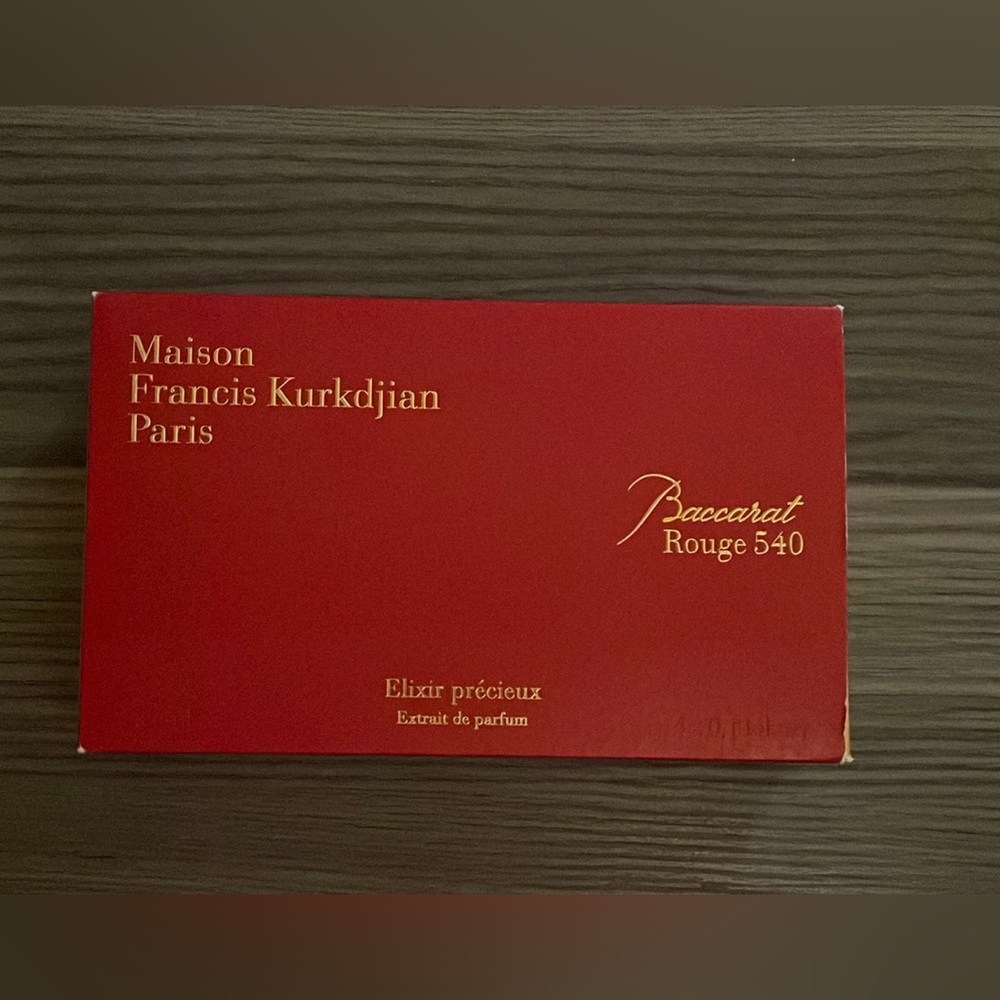 Maison
Francis Kurkdjian
Paris
Baccarat
Rouge 540
Elixir précieux
Extrait de parfum